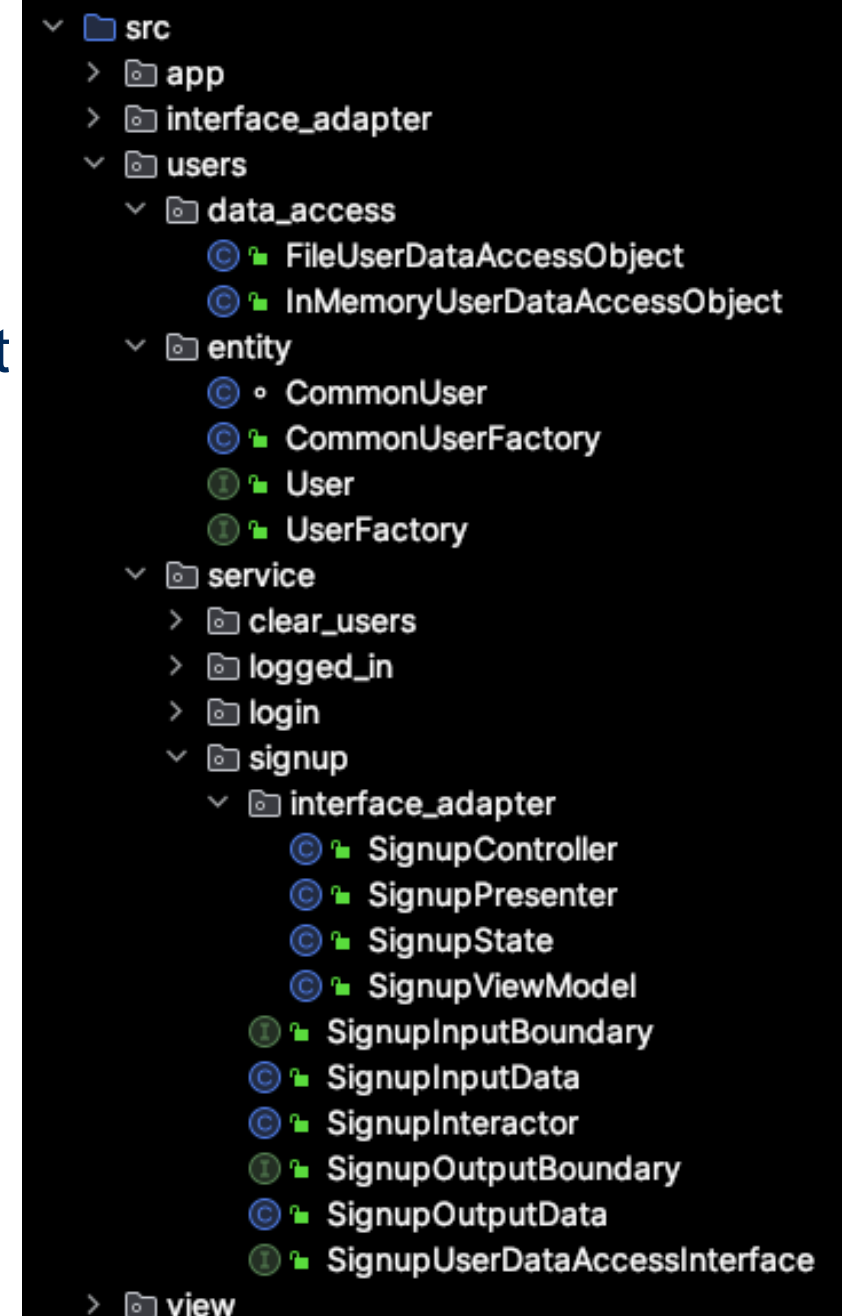 src
app
interface_adapter
users
data_access
FileUserDataAccessObject
InMemoryUserDataAccessObject
t
entity
CommonUser
CommonUserFactory
User
UserFactory
service
clear_users
logged_in
login
signup
interface_adapter
SignupController
SignupPresenter
SignupState
SignupViewModel
SignupInputBoundary
SignupInputData
SignupInteractor
SignupOutputBoundary
SignupOutputData
SignupUserDataAccessInterface
view